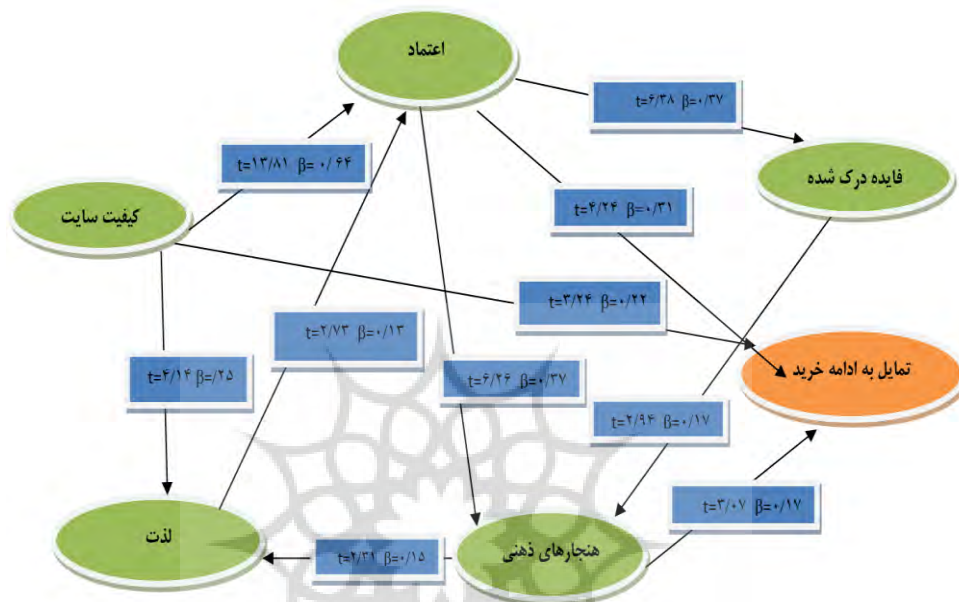 اعتماد
t=۶/۳۸ β=۰/۳۷
t=۱۳/۸۱ β=۰/۶۴
فایده درک شده
t=۴/۲۴ β=۰/۳۱
کیفیت سایت
t=۳/۲۴ β=۰/۲۲
t=۲/۷۳ β=۰/۱۳
t=۴/۱۴ β=/۲۵
t=۶/۲۶ β=۰/۳۷
تمایل به ادامه خرید
t=۲/۹۴ β=۰/۱۷
t=۳/۰۷ β=۰/۱۷
لذت
t=۲/۳۱ β=۰/۱۵
هنجارهای ذهنی